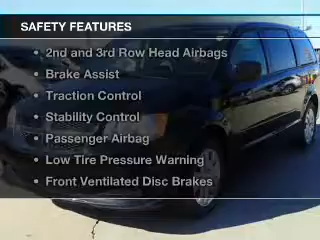 SAFETY FEATURES
• 2nd and 3rd Row Head Airbags
• Brake Assist
• Traction Control
• Stability Control
• Passenger Airbag
• Low Tire Pressure Warning
• Front Ventilated Disc Brakes